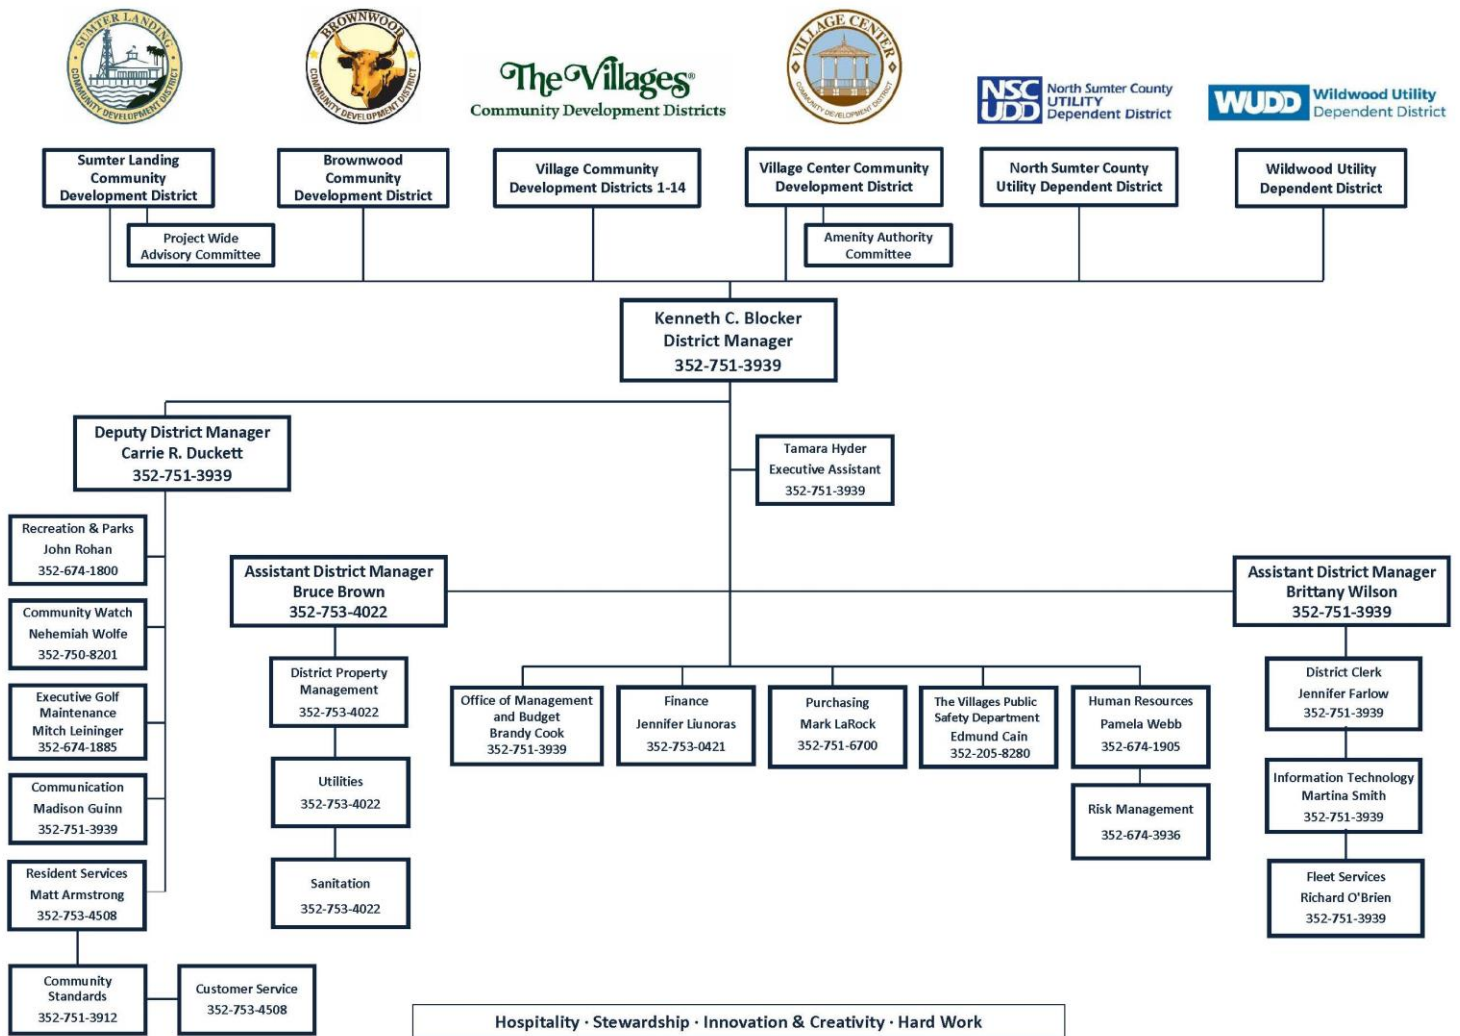 SUMTER LANDING
COMMUNITY DEVELOPMENT DISTRICT
BROWNWOOD
COMMUNITY DEVELOPMENT DISTRICT
The Villages®
Community Development Districts
VILLAGE CENTER
COMMUNITY DEVELOPMENT DISTRICT
NSC
UDD
North Sumter County
UTILITY
Dependent District
WUDD
Wildwood Utility
Dependent District
Sumter Landing
Community
Development District
Brownwood
Community
Development District
Village Community
Development Districts 1-14
Village Center Community
Development District
North Sumter County
Utility Dependent District
Wildwood Utility
Dependent District
Project Wide
Advisory Committee
Amenity Authority
Committee
Kenneth C. Blocker
District Manager
352-751-3939
Deputy District Manager
Carrie R. Duckett
352-751-3939
Tamara Hyder
Executive Assistant
352-751-3939
Recreation & Parks
John Rohan
352-674-1800
Community Watch
Nehemiah Wolfe
352-750-8201
Executive Golf
Maintenance
Mitch Leininger
352-674-1885
Communication
Madison Guinn
352-751-3939
Resident Services
Matt Armstrong
352-753-4508
Community
Standards
352-751-3912
Customer Service
352-753-4508
Assistant District Manager
Bruce Brown
352-753-4022
District Property
Management
352-753-4022
Utilities
352-753-4022
Sanitation
352-753-4022
Office of Management
and Budget
Brandy Cook
352-751-3939
Finance
Jennifer Liunoras
352-753-0421
Purchasing
Mark LaRock
352-751-6700
The Villages Public
Safety Department
Edmund Cain
352-205-8280
Human Resources
Pamela Webb
352-674-1905
Risk Management
352-674-3936
Assistant District Manager
Brittany Wilson
352-751-3939
District Clerk
Jennifer Farlow
352-751-3939
Information Technology
Martina Smith
352-751-3939
Fleet Services
Richard O'Brien
352-751-3939
Hospitality · Stewardship · Innovation & Creativity · Hard Work